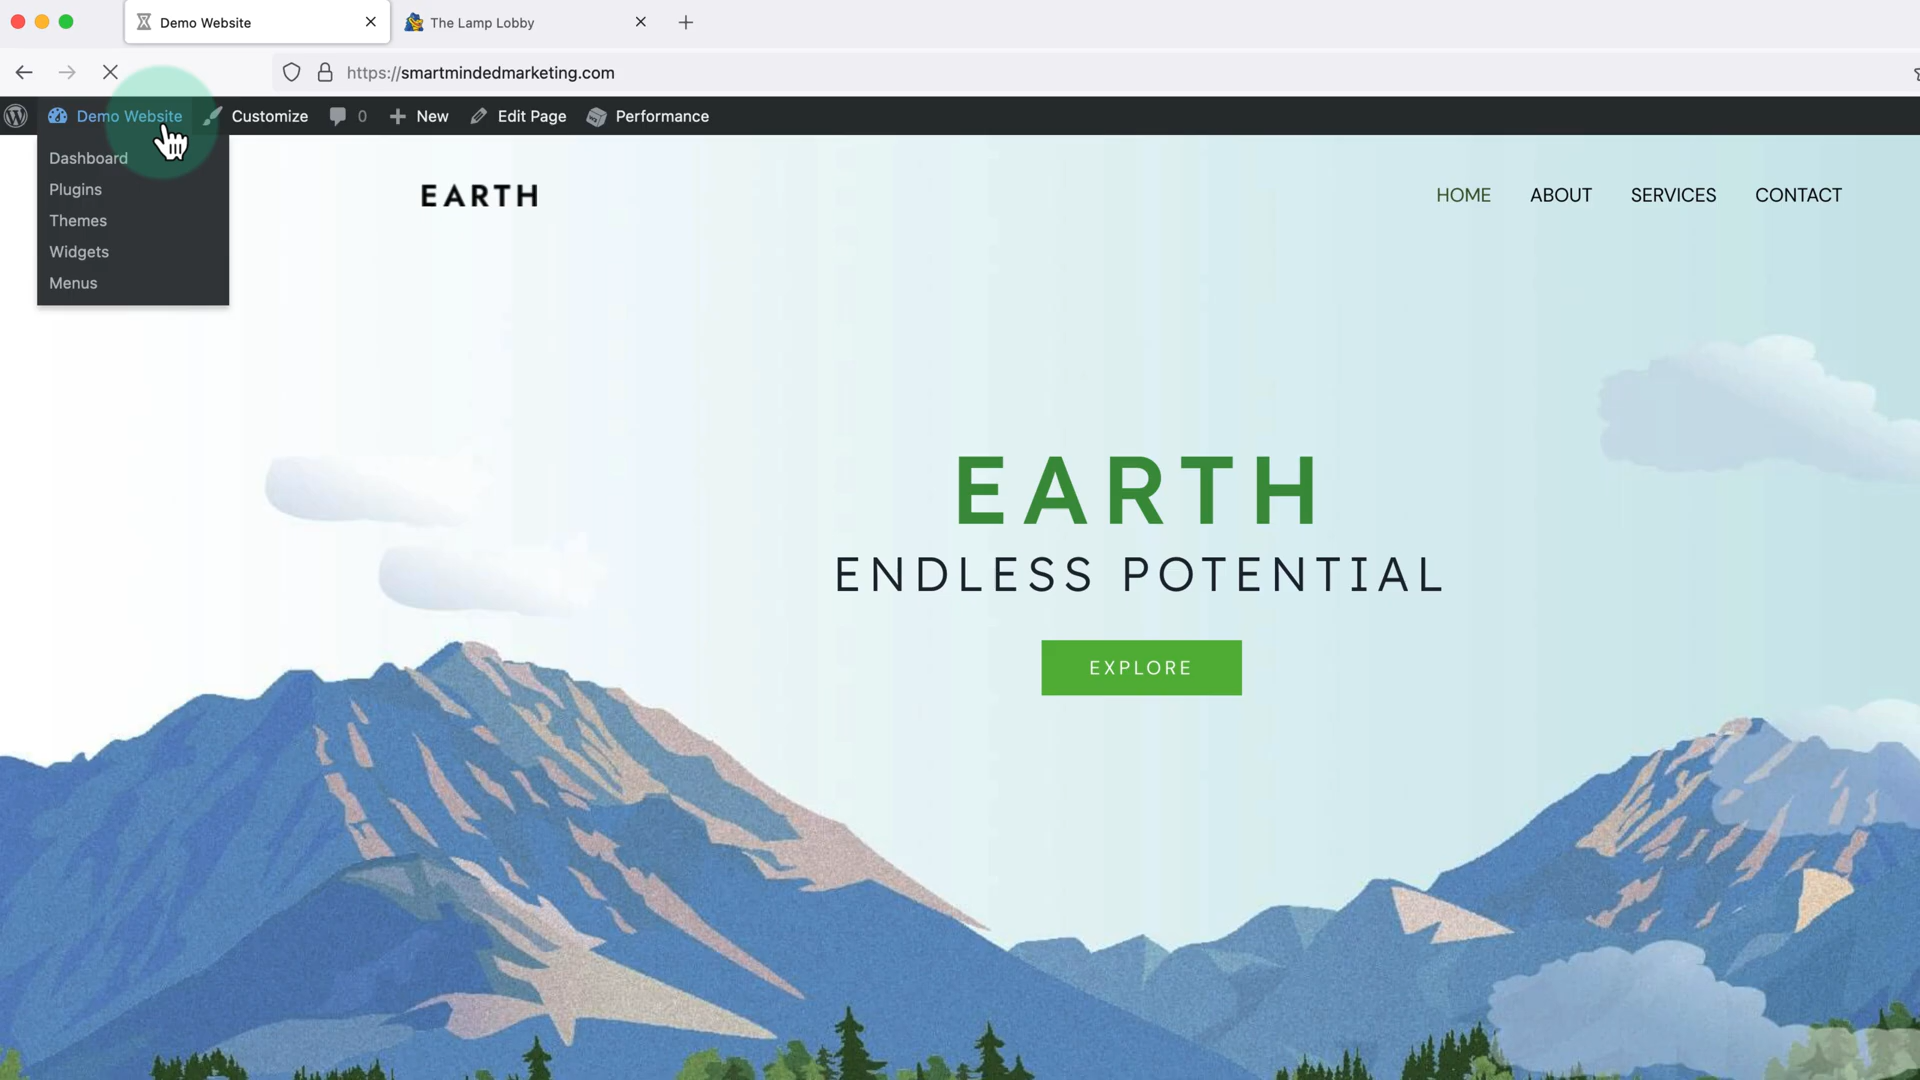 Demo Website
The Lamp Lobby
https://smartmindedmarketing.com
Demo Website Customize 0 New Edit Page Performance
Dashboard
Plugins
Themes
Widgets
Menus
EARTH
HOME ABOUT SERVICES CONTACT
EARTH
ENDLESS POTENTIAL
EXPLORE